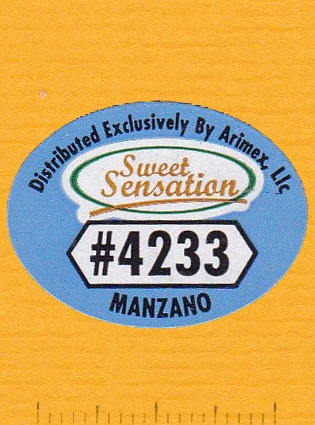 Distributed Exclusively By Arimex, Llc
Sweet
Sensation
#4233
MANZANO